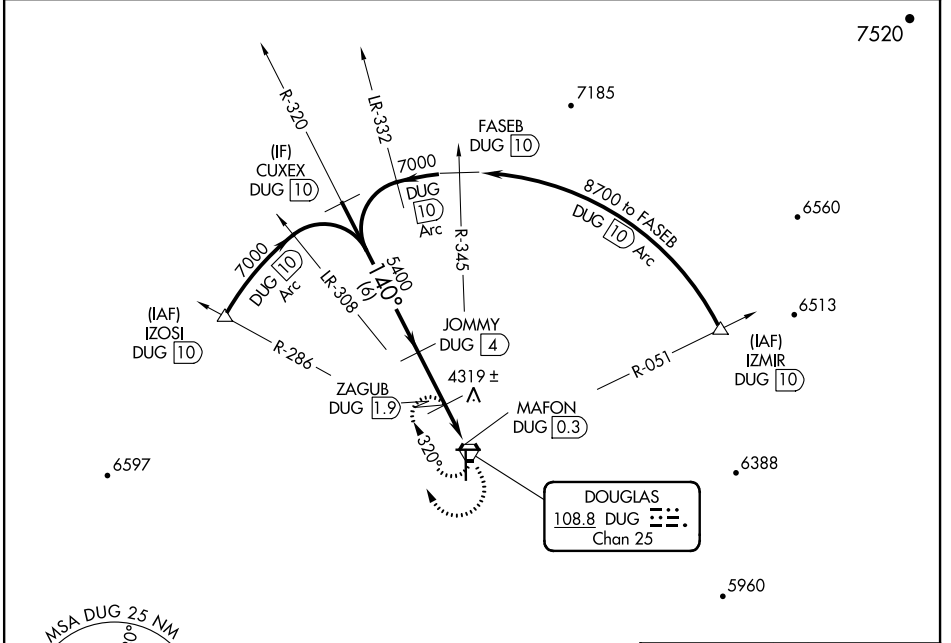 7520
7185
FASEB
DUG 10
R-320
LR-332
(IF)
CUXEX
DUG 10
7000
DUG
10
Arc
8700 to FASEB
DUG 10 Arc
6560
7000
DUG 10
Arc
LR-308
5400
140°
(6)
R-345
(IAF)
IZOSI
DUG 10
R-286
JOMMY
DUG 4
6513
(IAF)
IZMIR
DUG 10
R-051
ZAGUB
DUG 1.9
4319 ±
MAFON
DUG 0.3
320°
6597
6388
DOUGLAS
108.8 DUG
Chan 25
5960
MSA DUG 25 NM